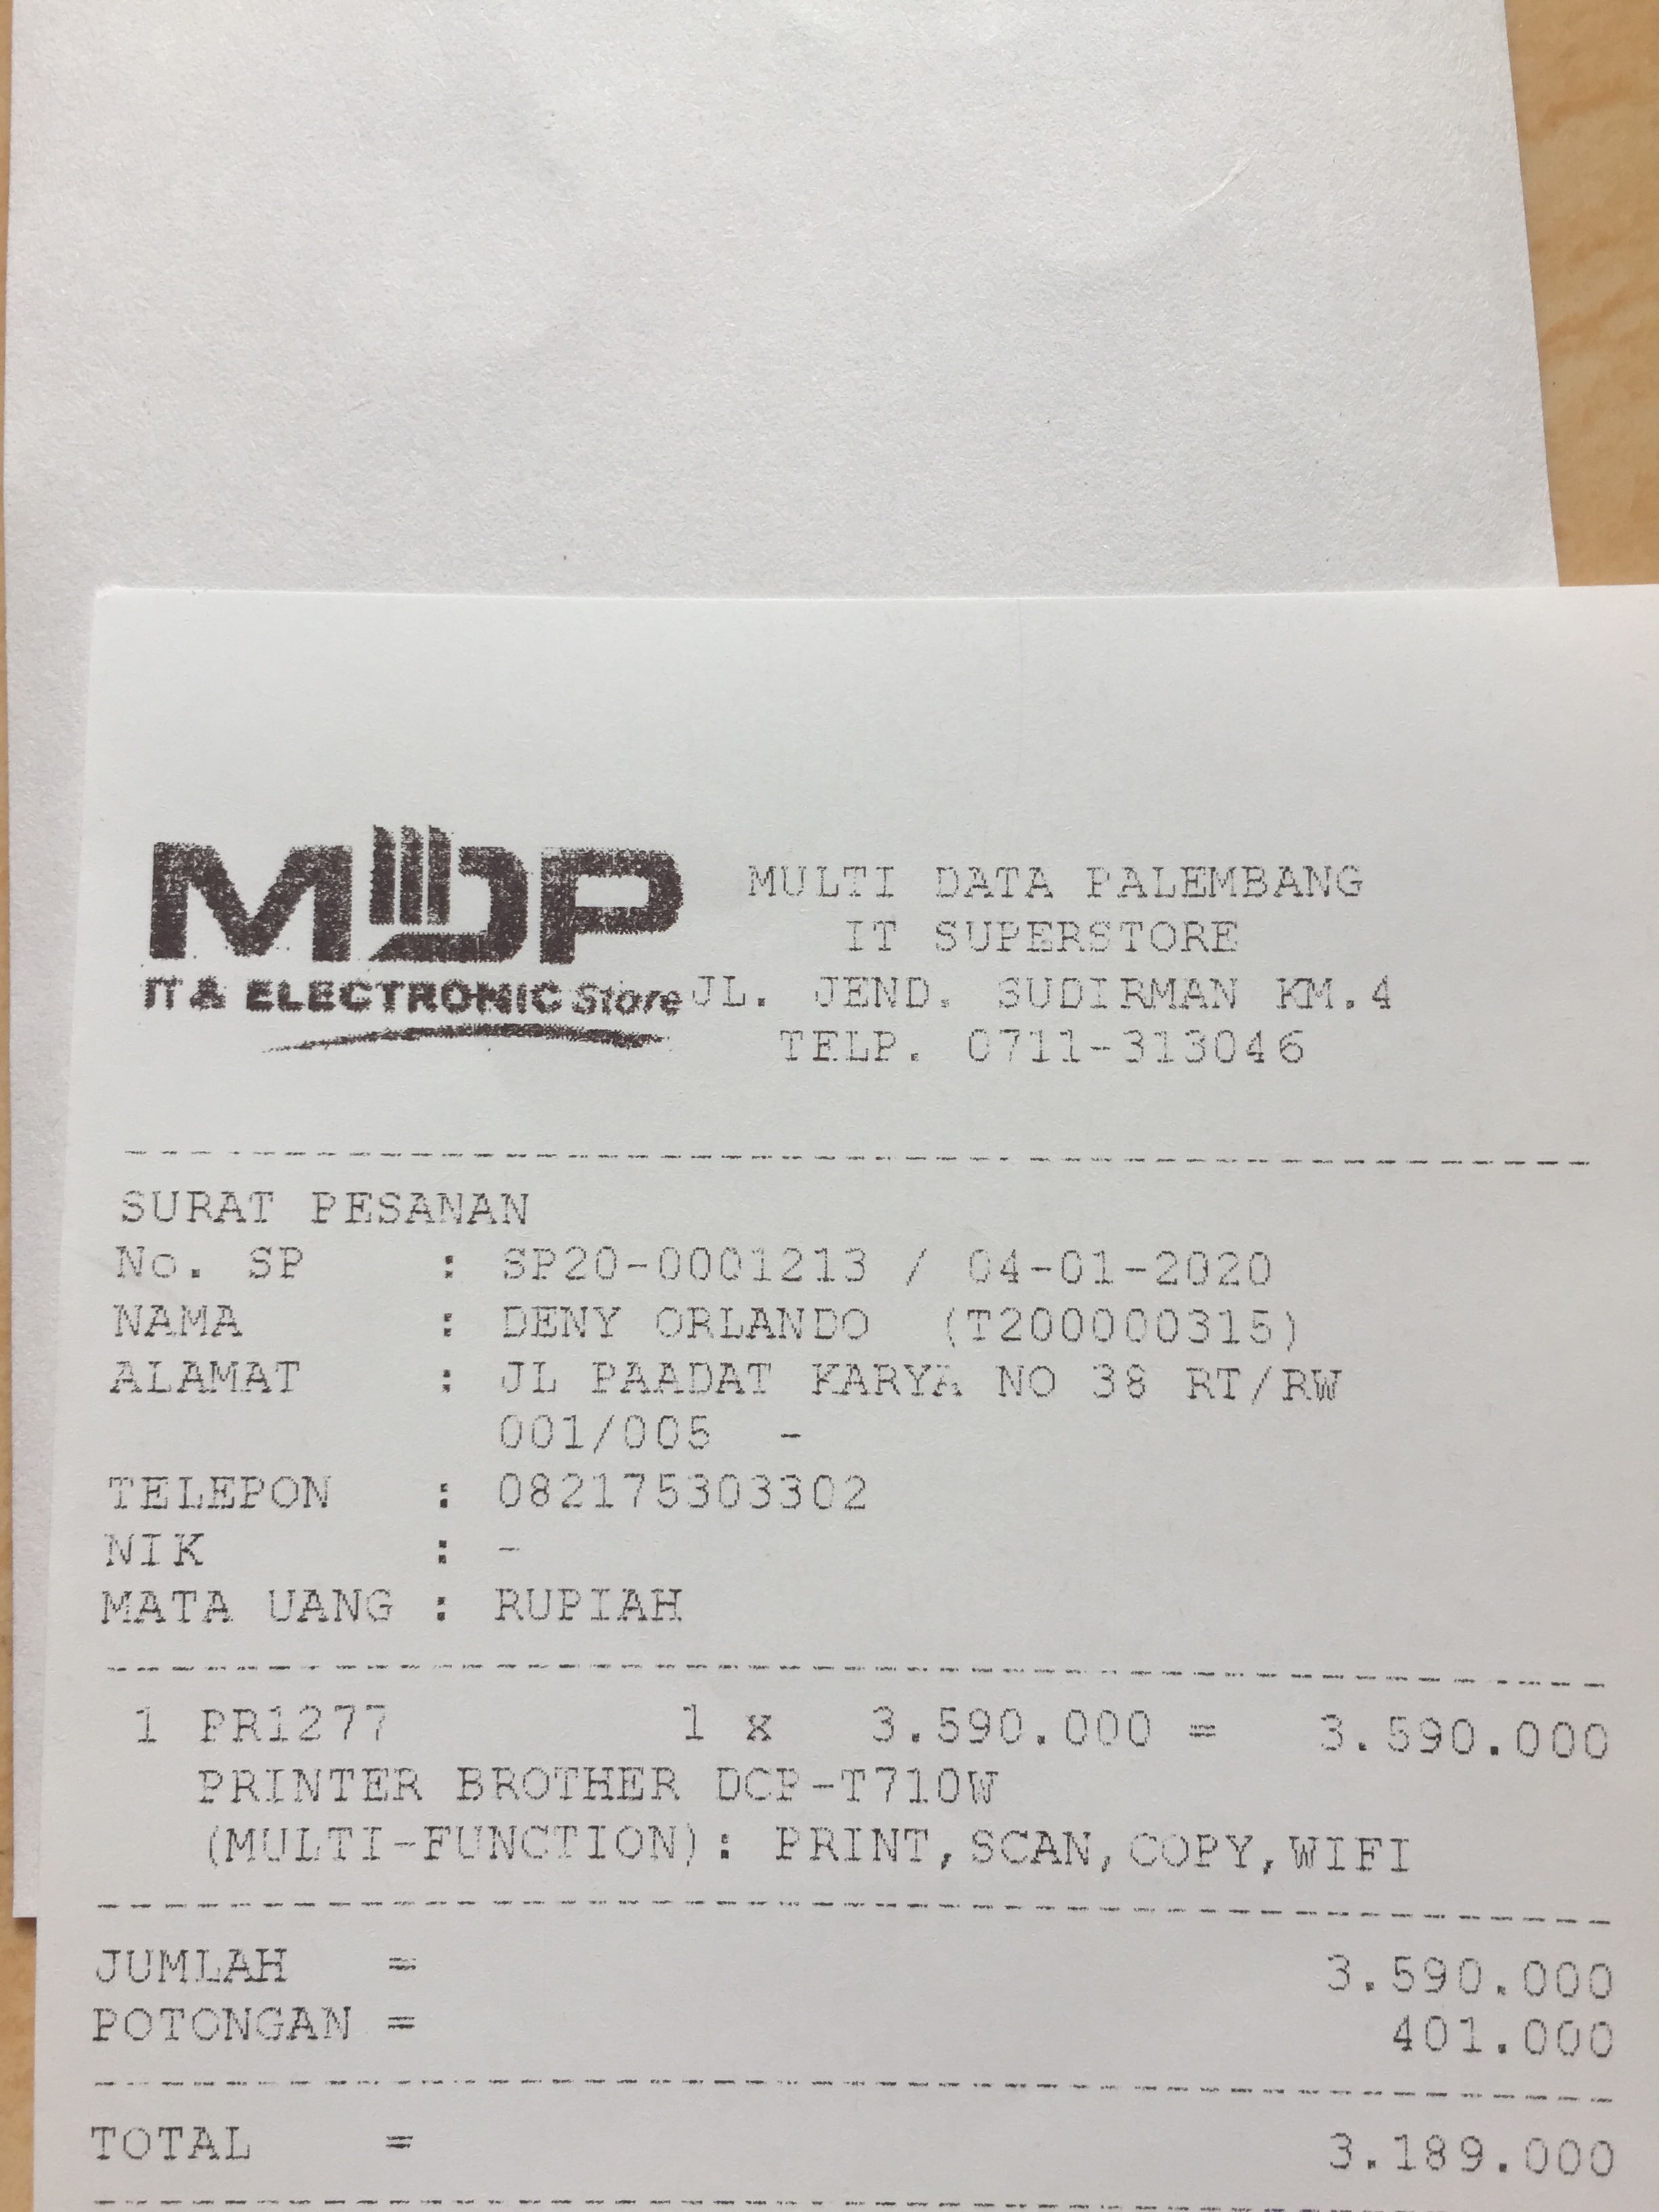 MDP
IT & ELECTRONIC Store
MULTI DATA PALEMBANG
IT SUPERSTORE
JL. JEND. SUDIRMAN KM.4
TELP. 0711-313046
SURAT PESANAN
No. SP : SP20-0001213 / 04-01-2020
NAMA : DENY ORLANDO (T200000315)
ALAMAT : JL PAADAT KARYA NO 38 RT/RW
001/005 -
TELEPON : 082175303302
NIK : -
MATA UANG : RUPIAH
1 PR1277 1 x 3.590.000 = 3.590.000
PRINTER BROTHER DCP-T710W
(MULTI-FUNCTION): PRINT,SCAN,COPY,WIFI
JUMLAH = 3.590.000
POTONGAN = 401.000
TOTAL = 3.189.000